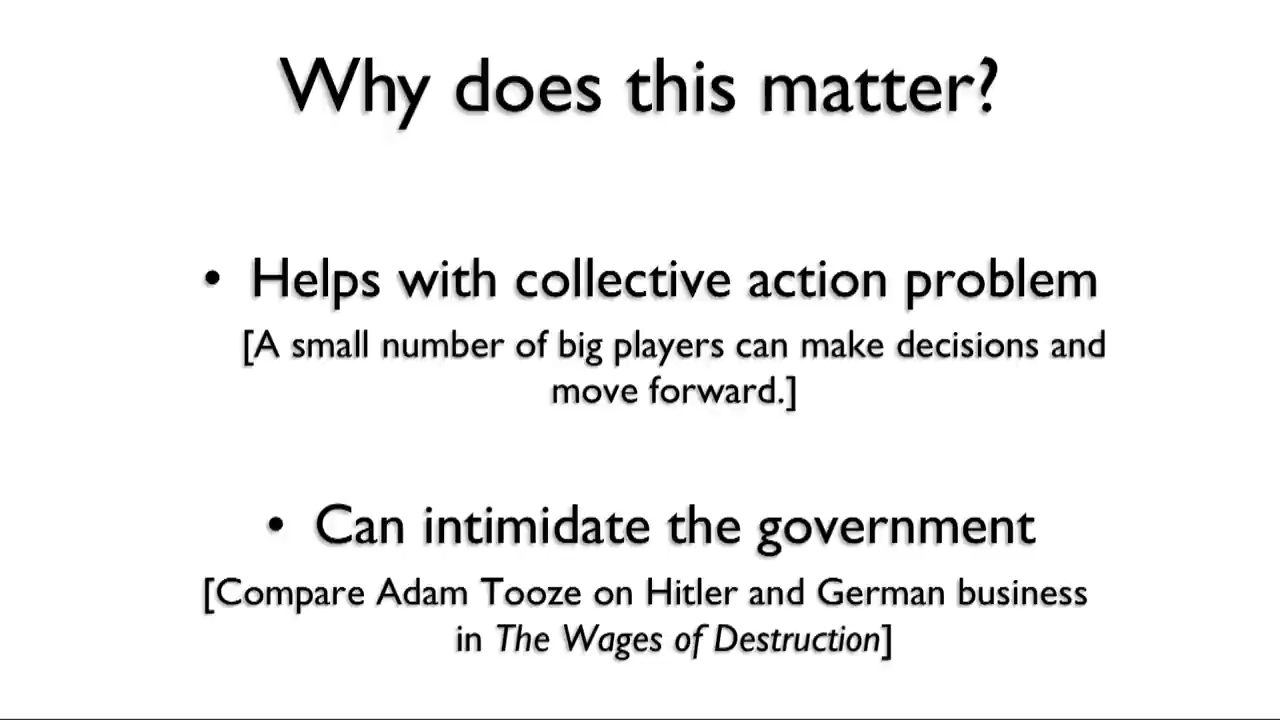 Why does this matter?
• Helps with collective action problem
[A small number of big players can make decisions and
move forward.]
• Can intimidate the government
[Compare Adam Tooze on Hitler and German business
in The Wages of Destruction]